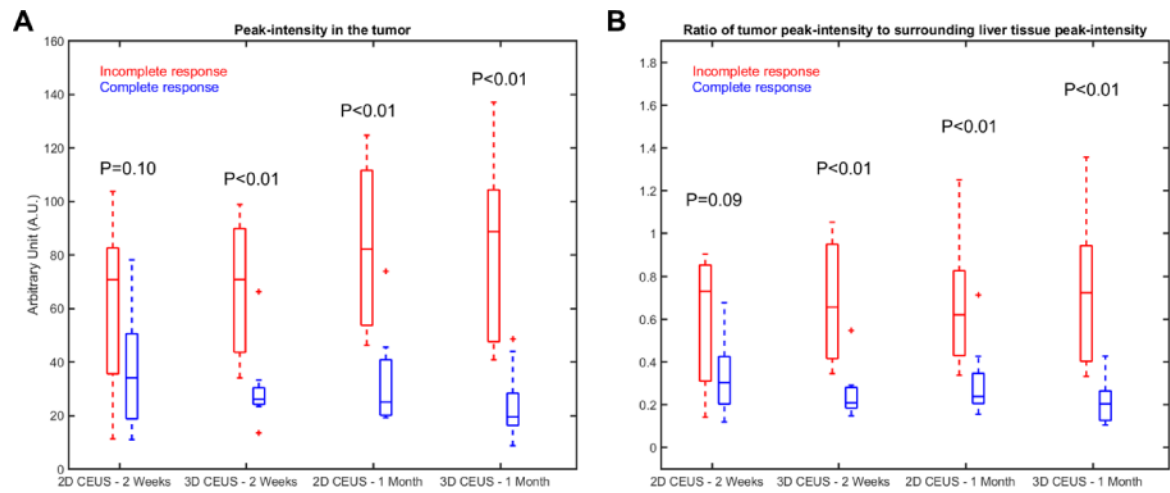 A
Peak-intensity in the tumor
Arbitrary Unit (A.U.)
160
140
120
100
80
60
40
20
0
Incomplete response
Complete response
P=0.10
P<0.01
P<0.01
P<0.01
2D CEUS - 2 Weeks
3D CEUS - 2 Weeks
2D CEUS - 1 Month
3D CEUS - 1 Month
B
Ratio of tumor peak-intensity to surrounding liver tissue peak-intensity
1.8
1.6
1.4
1.2
1
0.8
0.6
0.4
0.2
0
Incomplete response
Complete response
P=0.09
P<0.01
P<0.01
P<0.01
2D CEUS - 2 Weeks
3D CEUS - 2 Weeks
2D CEUS - 1 Month
3D CEUS - 1 Month